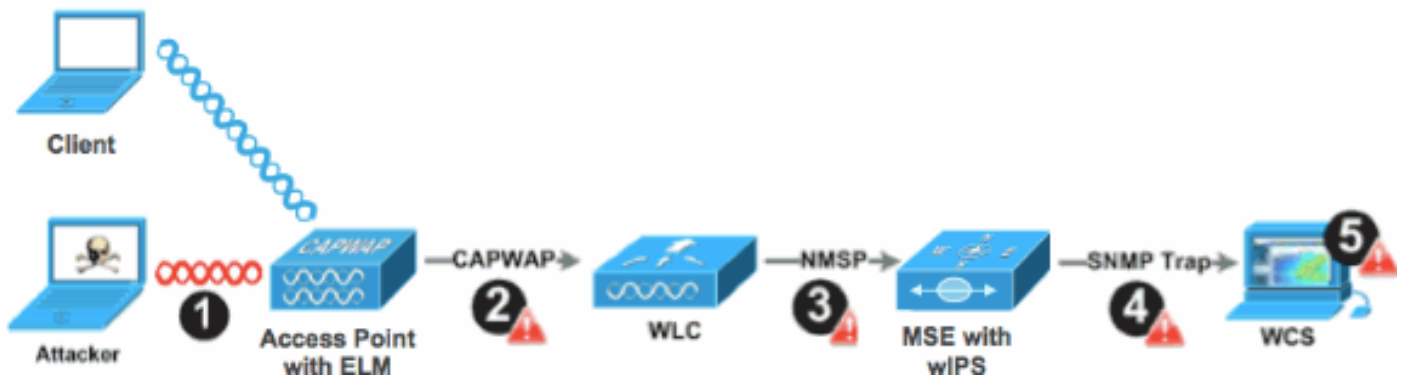 Client
Attacker
1
CAPWAP
Access Point
with ELM
CAPWAP
2
WLC
NMSP
3
MSE with
wIPS
SNMP Trap
4
5
WCS